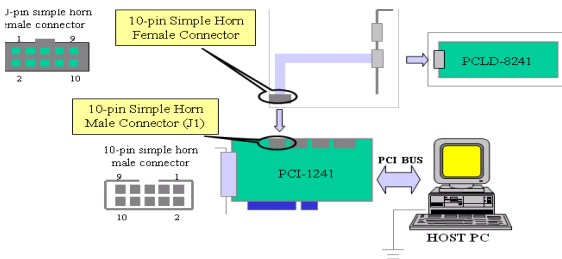 simple horn
connector
1 9
2 10
10-pin Simple Horn
Female Connector
PCLD-8241
10-pin Simple Horn
Male Connector (J1)
10-pin simple horn
male connector
9 1
10 2
PCI-1241
PCI BUS
HOST PC